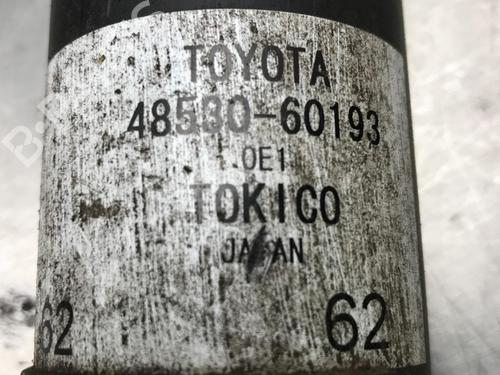 TOYOTA
48530-60193
.0E1
TOKICO
JAPAN
62 62